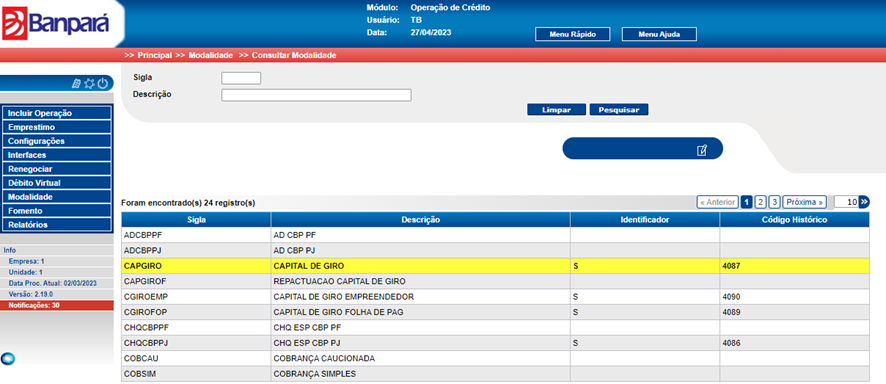 Banpará
Módulo: Operação de Crédito
Usuário: TB
Data: 27/04/2023
Menu Rápido Menu Ajuda
>> Principal >> Modalidade >> Consultar Modalidade
Sigla
Descrição
Limpar Pesquisar
Incluir Operação
Emprestimo
Configurações
Interfaces
Renegociar
Débito Virtual
Modalidade
Fomento
Relatórios
Info
Empresa: 1
Unidade: 1
Data Proc. Atual: 02/03/2023
Versão: 2.19.0
Notificações: 30
Foram encontrado(s) 24 registro(s)
« Anterior 1 2 3 Próxima » 10 »
Sigla Descrição Identificador Código Histórico
ADCBPPF AD CBP PF
ADCBPPJ AD CBP PJ
CAPGIRO CAPITAL DE GIRO S 4087
CAPGIROF REPACTUACAO CAPITAL DE GIRO
CGIROEMP CAPITAL DE GIRO EMPREENDEDOR S 4090
CGIROFOP CAPITAL DE GIRO FOLHA DE PAG S 4089
CHQCBPPF CHQ ESP CBP PF
CHQCBPPJ CHQ ESP CBP PJ S 4086
COBCAU COBRANÇA CAUCIONADA
COBSIM COBRANÇA SIMPLES